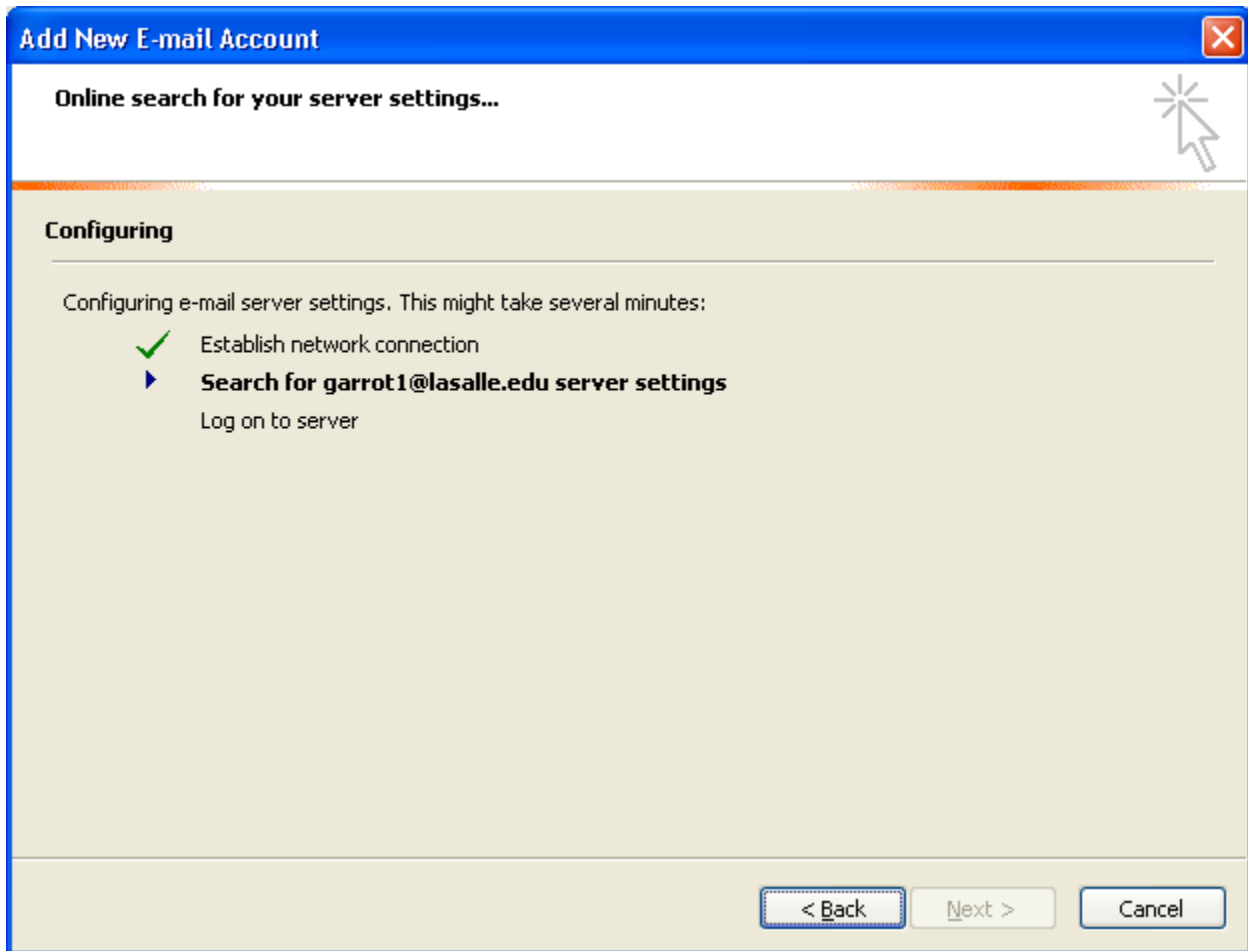 Add New E-mail Account
Online search for your server settings...
Configuring
Configuring e-mail server settings. This might take several minutes:
Establish network connection
Search for garrot1@lasalle.edu server settings
Log on to server
< Back
Next >
Cancel